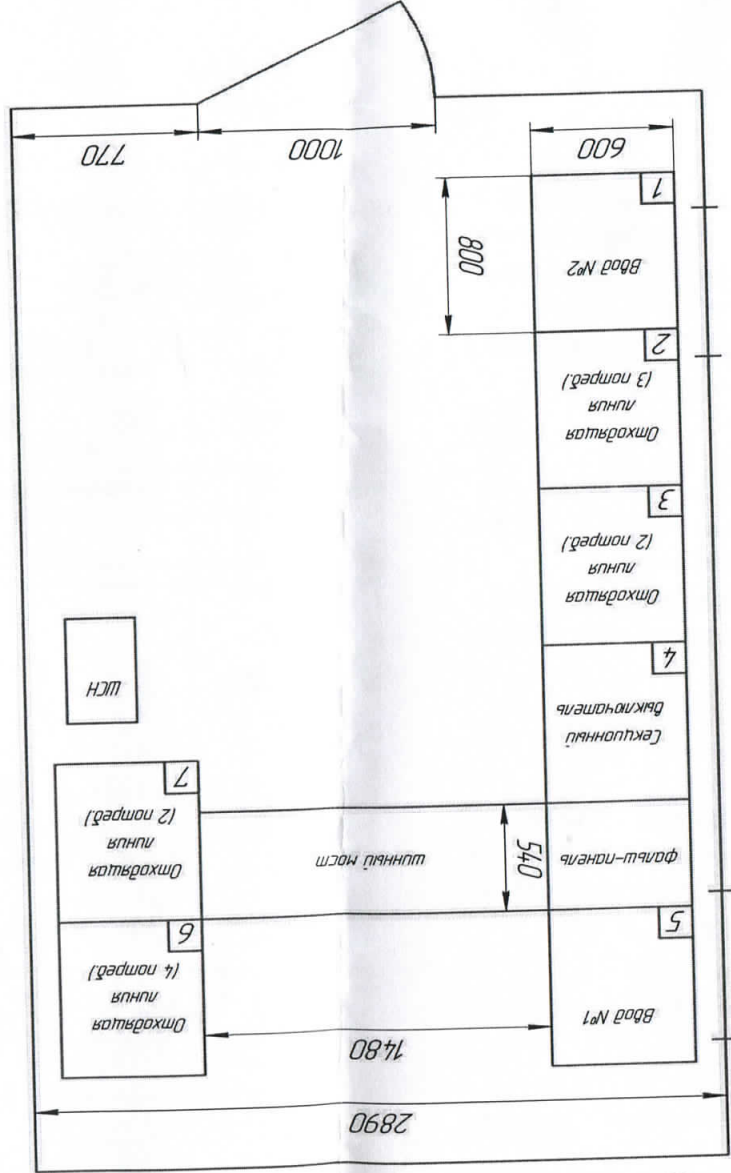 2890
1480
Ввод №1
5
Отходящая
линия
(4 потреб.)
6
фальш-панель
540
шинный мост
Отходящая
линия
(2 потреб.)
7
Секционный
выключатель
4
ШСН
Отходящая
линия
(2 потреб.)
3
Отходящая
линия
(3 потреб.)
2
Ввод №2
1
800
600
1000
770